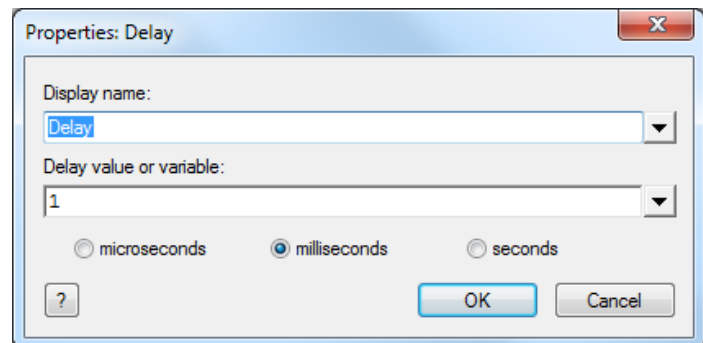 Properties: Delay
Display name:
Delay
Delay value or variable:
1
microseconds milliseconds seconds
? OK Cancel